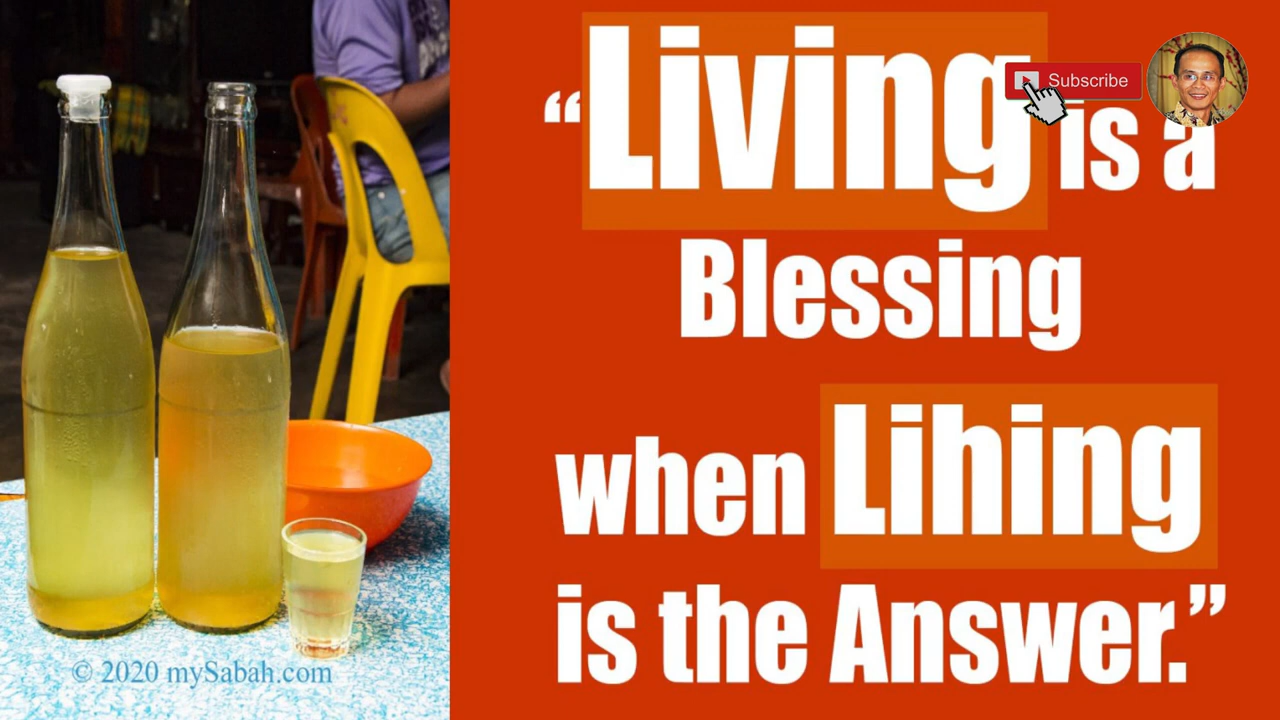 “Living is a
Subscribe
Blessing
when Lihing
is the Answer.”
© 2020 mySabah.com